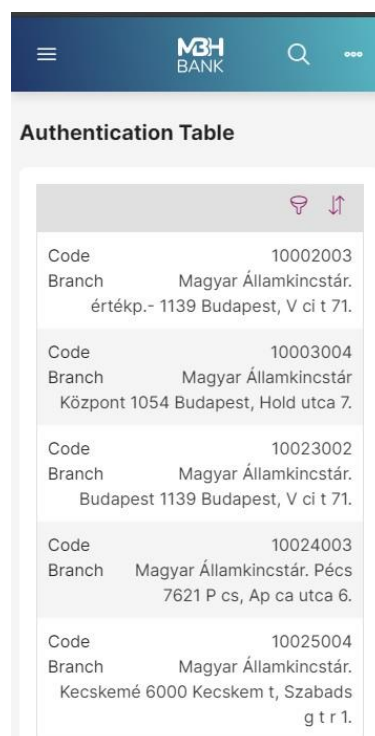 MBH
BANK
Authentication Table
Code 10002003
Branch Magyar Államkincstár.
értékp.- 1139 Budapest, V ci t 71.
Code 10003004
Branch Magyar Államkincstár
Központ 1054 Budapest, Hold utca 7.
Code 10023002
Branch Magyar Államkincstár.
Budapest 1139 Budapest, V ci t 71.
Code 10024003
Branch Magyar Államkincstár. Pécs
7621 P cs, Ap ca utca 6.
Code 10025004
Branch Magyar Államkincstár.
Kecskemé 6000 Kecskem t, Szabads
g t r 1.